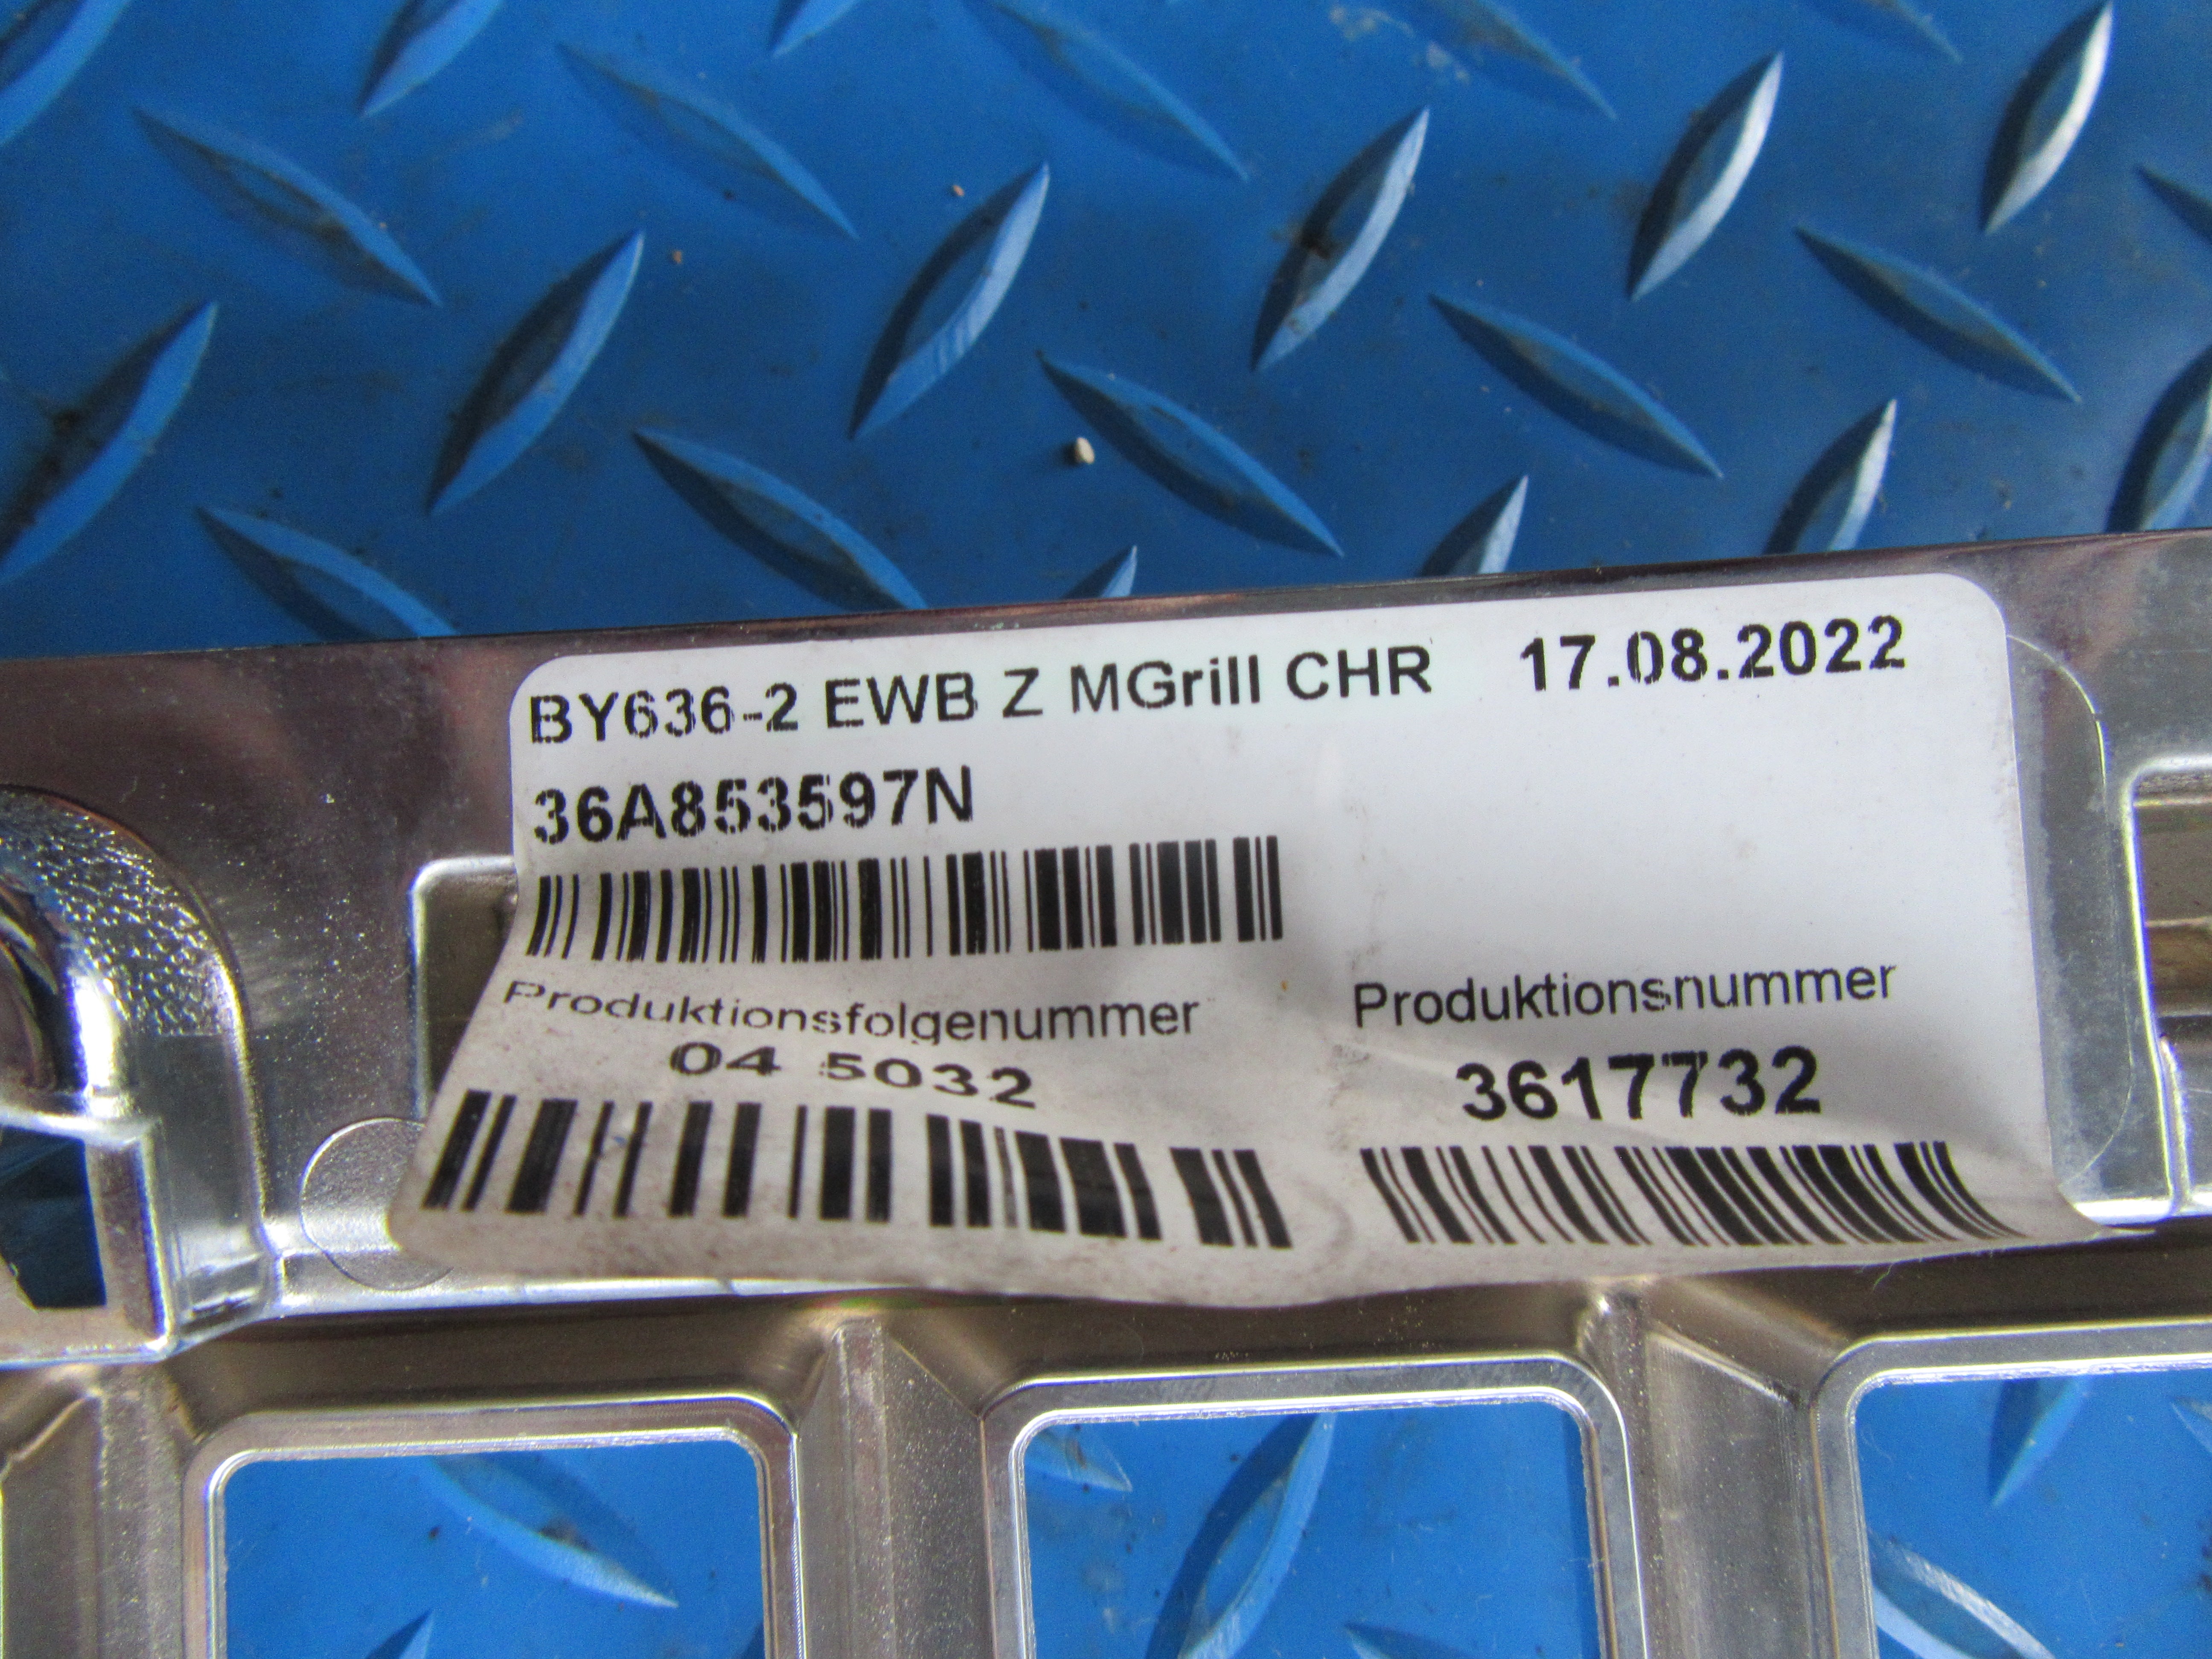 BY636-2 EWB Z MGrill CHR 17.08.2022
36A853597N
Produktionsfolgenummer Produktionsnummer
04 5032 3617732